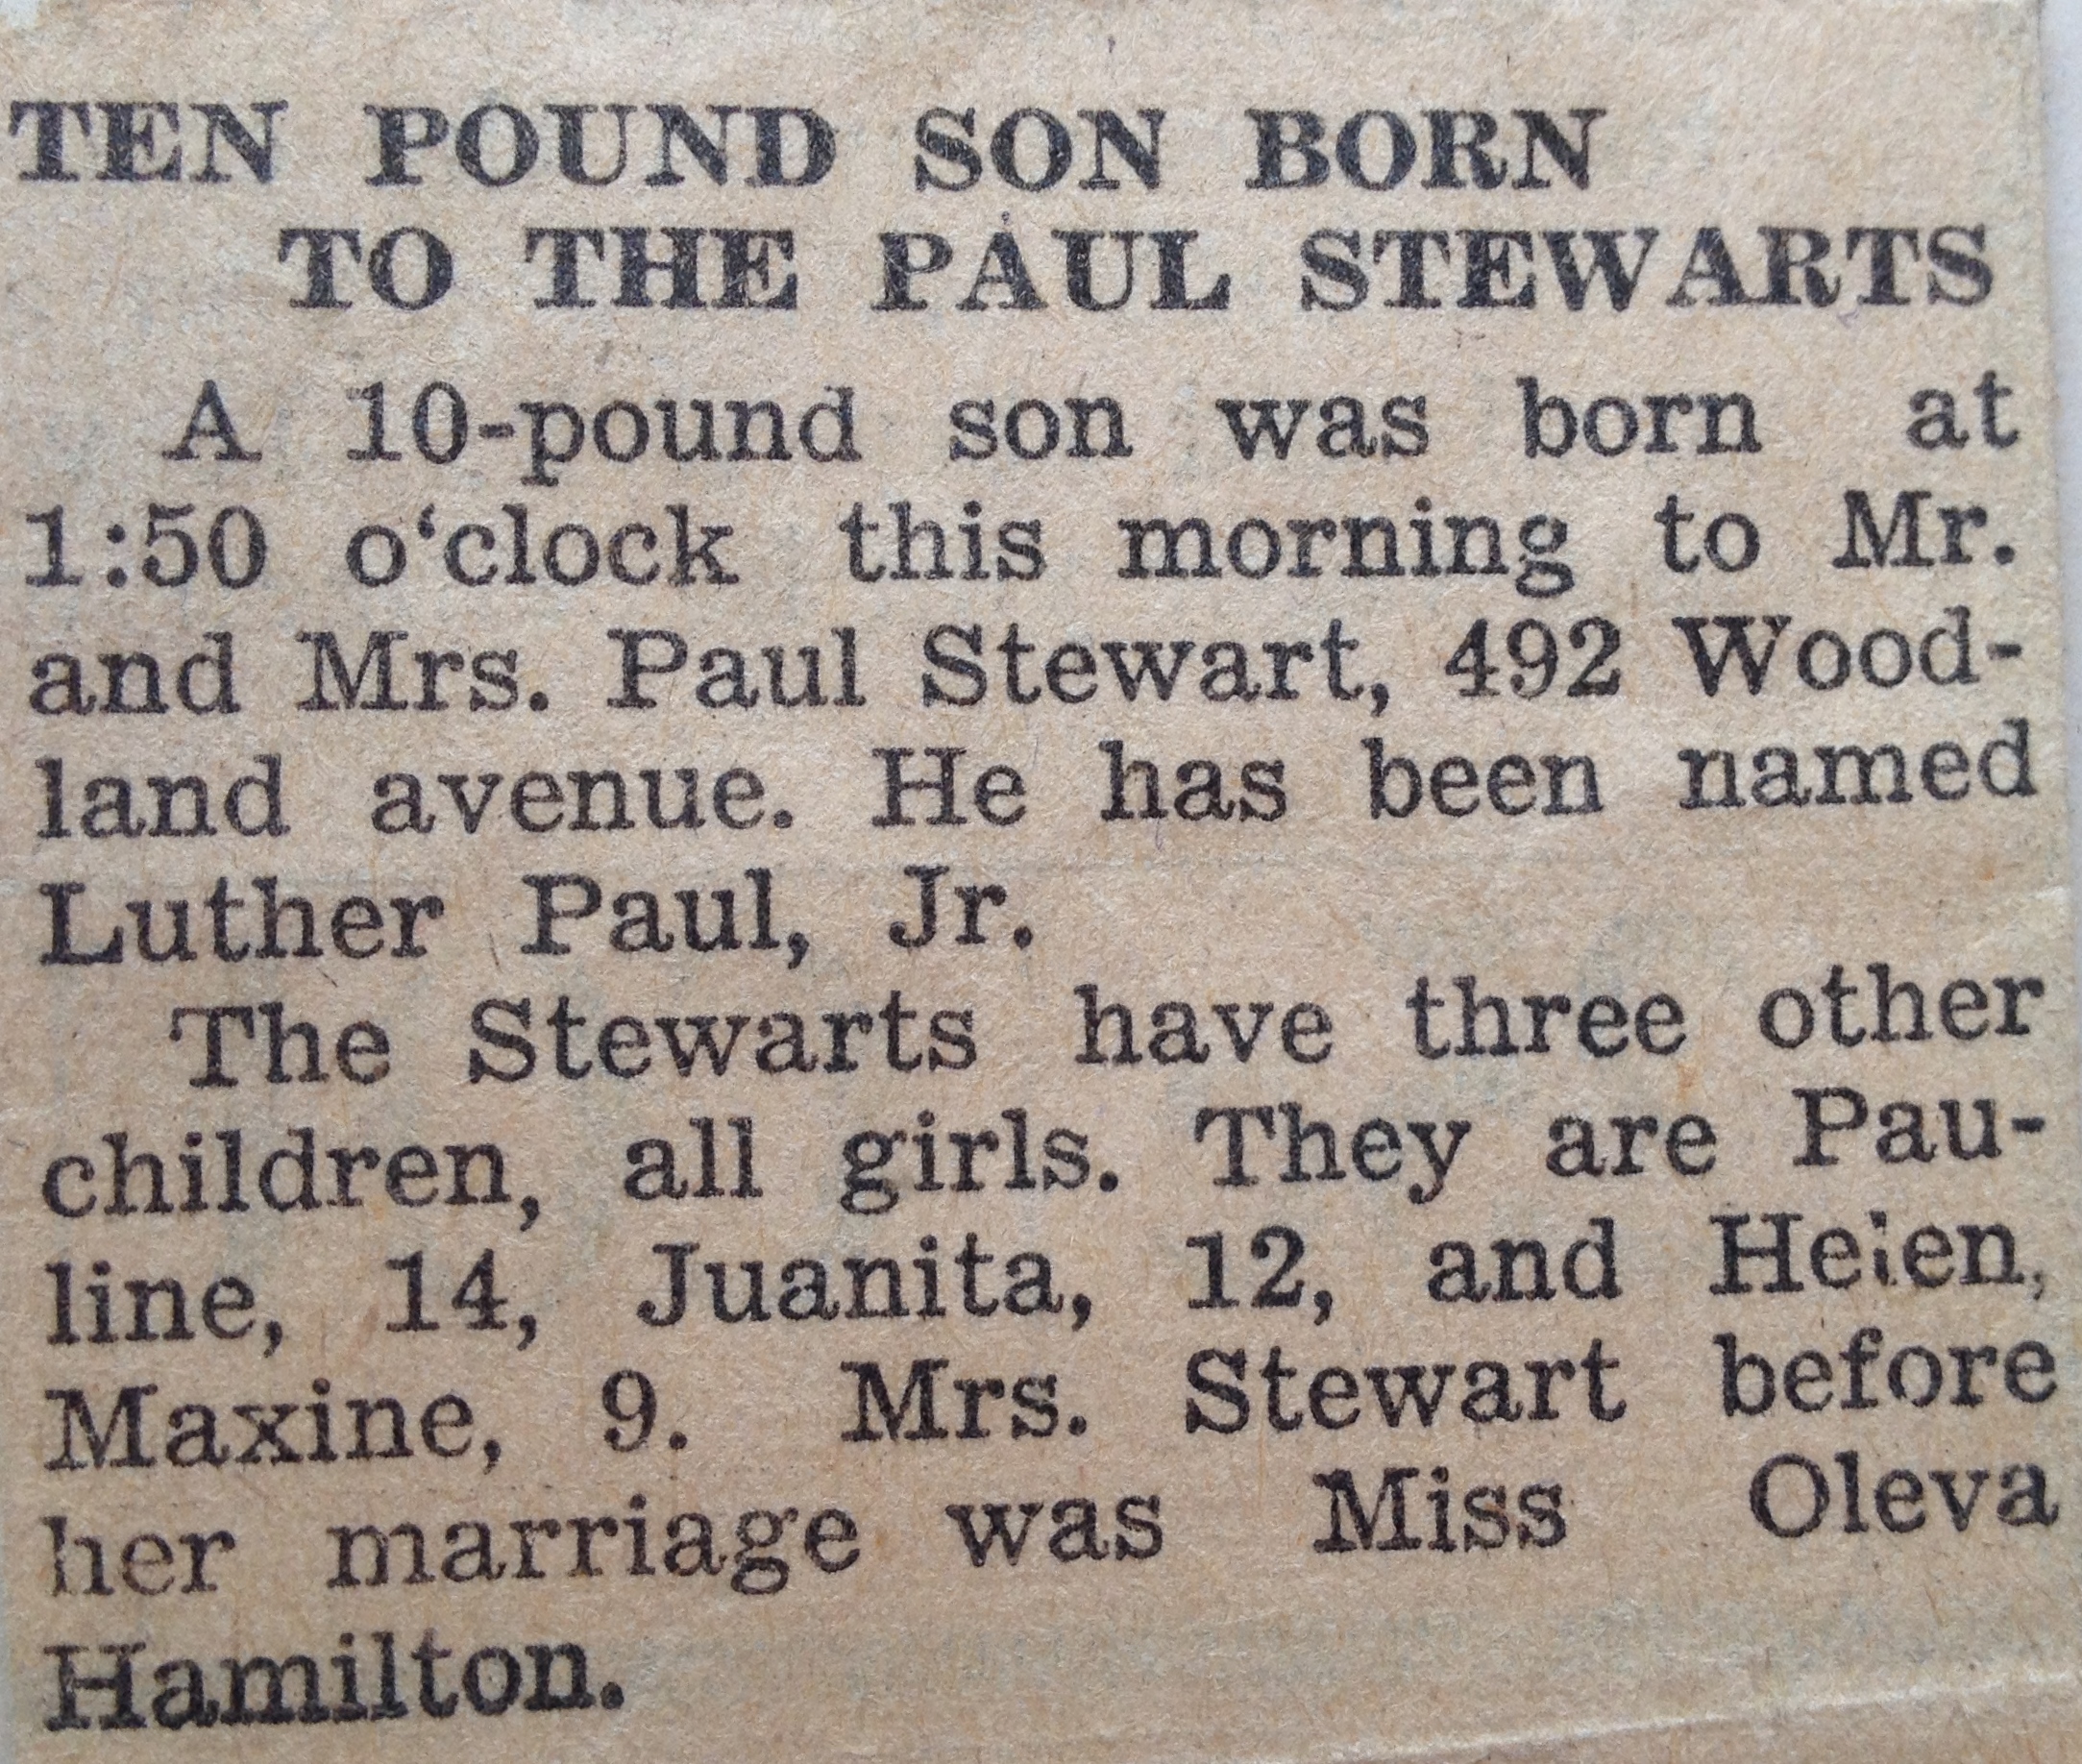 TEN POUND SON BORN
TO THE PAUL STEWARTS
A 10-pound son was born at
1:50 o‘clock this morning to Mr.
and Mrs. Paul Stewart, 492 Wood-
land avenue. He has been named
Luther Paul, Jr.
The Stewarts have three other
children, all girls. They are Pau-
line, 14, Juanita, 12, and Helen,
Maxine, 9. Mrs. Stewart before
her marriage was Miss Oleva
Hamilton.